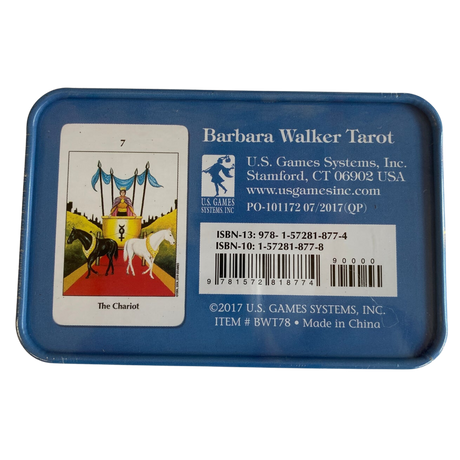 7
The Chariot
Barbara Walker Tarot
U.S. GAMES
SYSTEMS, INC
U.S. Games Systems, Inc.
Stamford, CT 06902 USA
www.usgamesinc.com
PO-101172 07/2017(QP)
ISBN-13: 978- 1-57281-877-4
ISBN-10: 1-57281-877-8
90000
9 781572 818774
©2017 U.S. GAMES SYSTEMS, INC.
ITEM # BWT78 • Made in China